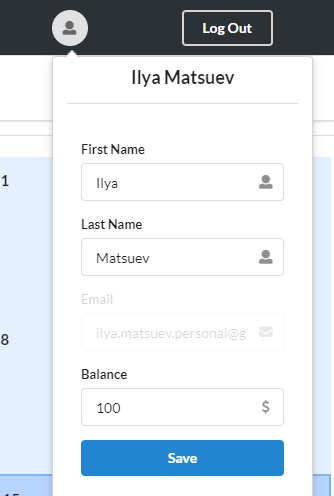 Log Out
Ilya Matsuev
First Name
Ilya
1
Last Name
Matsuev
Email
ilya.matsuev.personal@g
8
Balance
100
$
Save
15